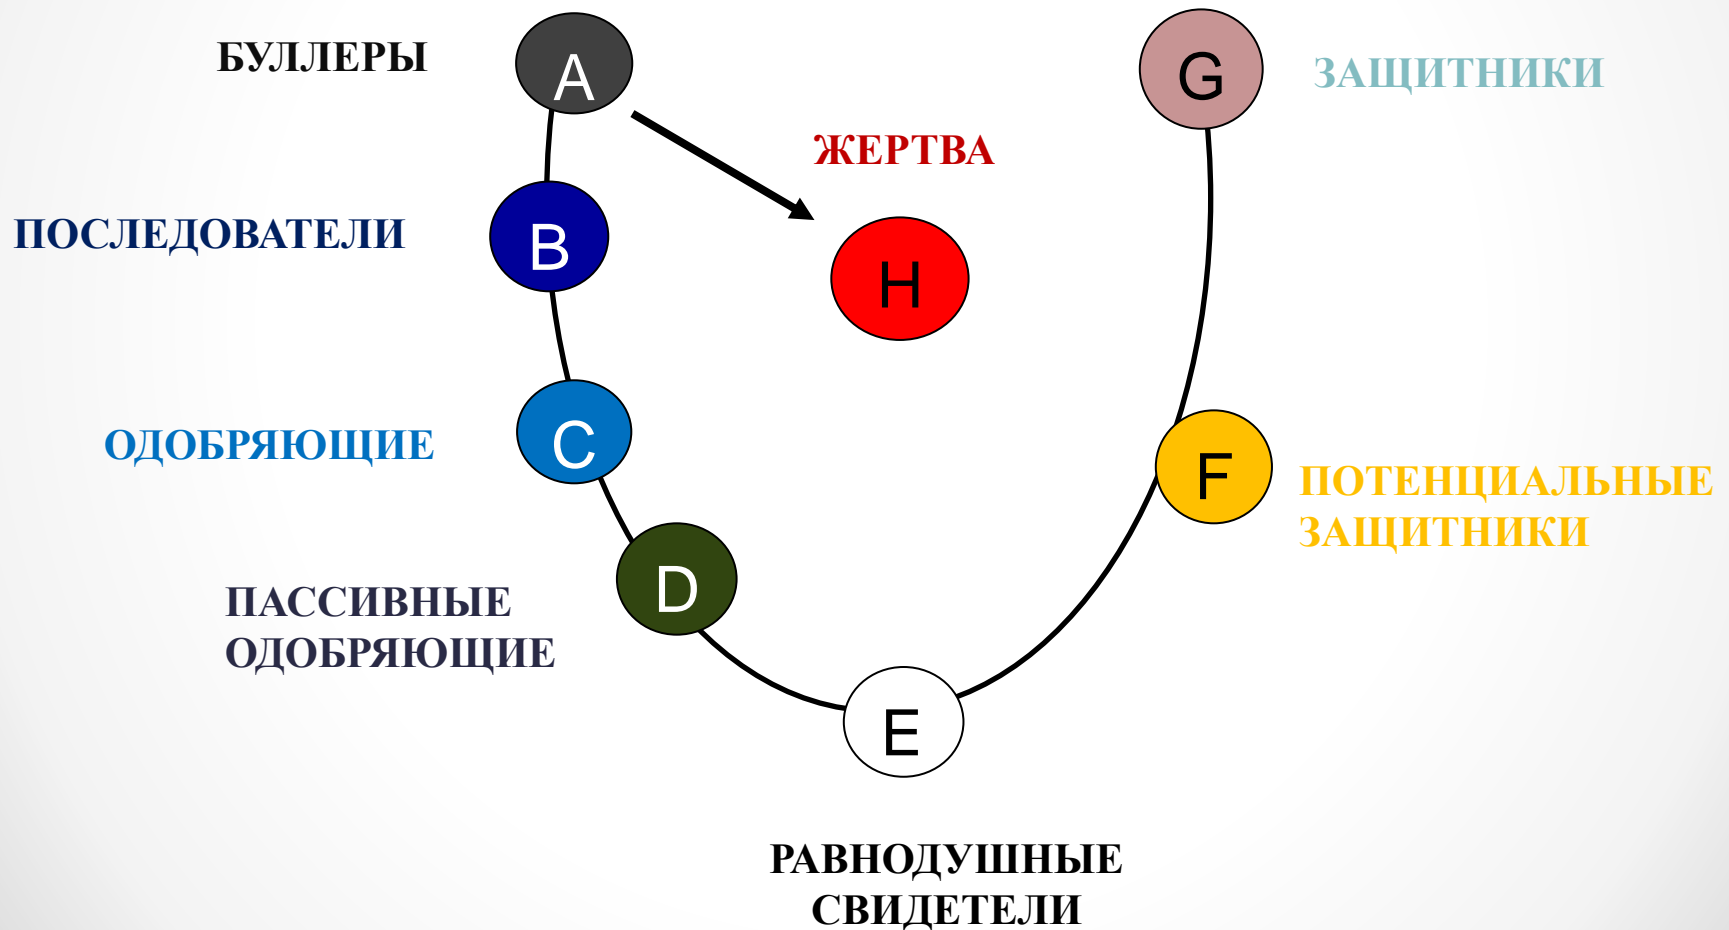 БУЛЛЕРЫ
A
G
ЗАЩИТНИКИ
ЖЕРТВА
ПОСЛЕДОВАТЕЛИ
B
H
ОДОБРЯЮЩИЕ
C
F
ПОТЕНЦИАЛЬНЫЕ
ЗАЩИТНИКИ
D
ПАССИВНЫЕ
ОДОБРЯЮЩИЕ
E
РАВНОДУШНЫЕ
СВИДЕТЕЛИ